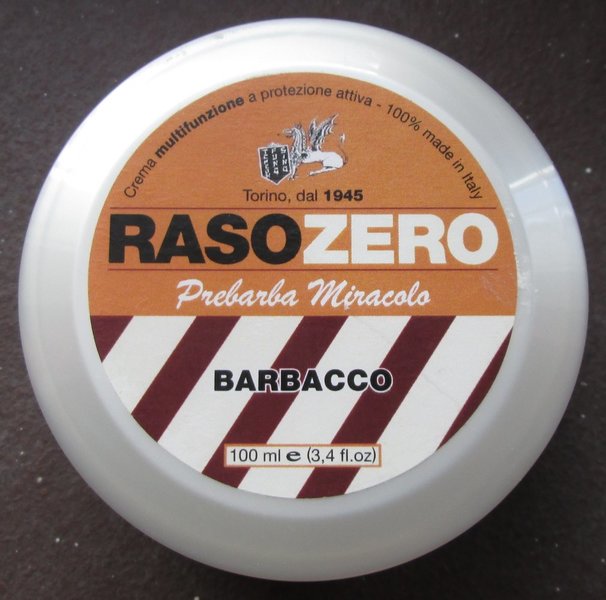 Crema multifunzione a protezione attiva - 100% made in Italy
Torino, dal 1945
RASOZERO
Prebarba Miracolo
BARBACCO
100 ml e (3,4 fl.oz)